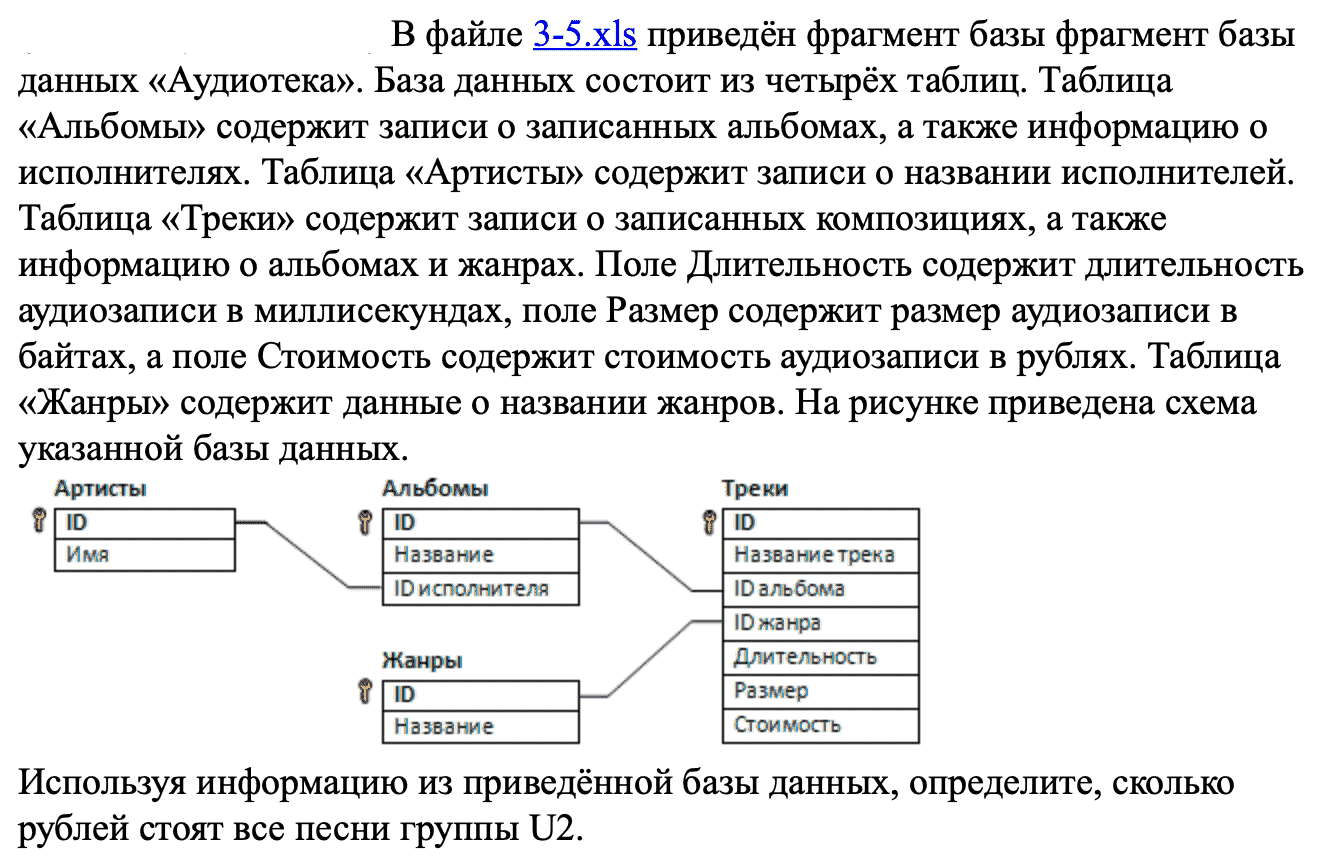 В файле 3-5.xls приведён фрагмент базы фрагмент базы
данных «Аудиотека». База данных состоит из четырёх таблиц. Таблица
«Альбомы» содержит записи о записанных альбомах, а также информацию о
исполнителях. Таблица «Артисты» содержит записи о названии исполнителей.
Таблица «Треки» содержит записи о записанных композициях, а также
информацию о альбомах и жанрах. Поле Длительность содержит длительность
аудиозаписи в миллисекундах, поле Размер содержит размер аудиозаписи в
байтах, а поле Стоимость содержит стоимость аудиозаписи в рублях. Таблица
«Жанры» содержит данные о названии жанров. На рисунке приведена схема
указанной базы данных.
Артисты
ID
Имя
Альбомы
ID
Название
ID исполнителя
Жанры
ID
Название
Треки
ID
Название трека
ID альбома
ID жанра
Длительность
Размер
Стоимость
Используя информацию из приведённой базы данных, определите, сколько
рублей стоят все песни группы U2.